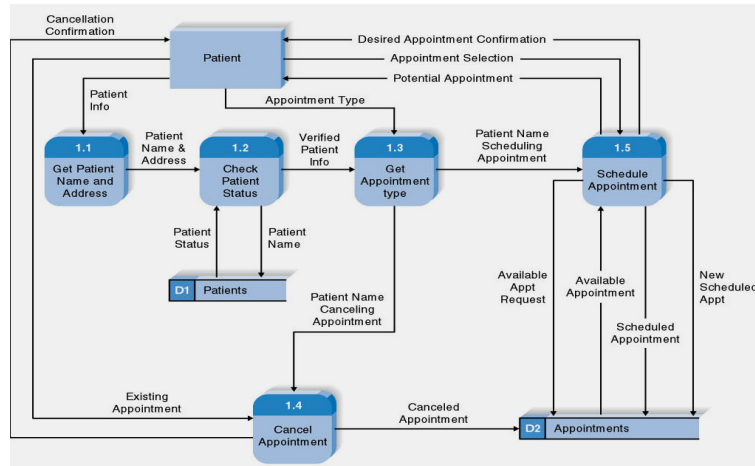 Cancellation
Confirmation
Patient
Desired Appointment Confirmation
Appointment Selection
Potential Appointment
Patient
Info
Appointment Type
1.1
Get Patient
Name and
Address
Patient
Name &
Address
1.2
Check
Patient
Status
Verified
Patient
Info
1.3
Get
Appointment
type
Patient Name
Scheduling
Appointment
1.5
Schedule
Appointment
Patient
Status
Patient
Name
D1 Patients
Patient Name
Canceling
Appointment
Available
Appt
Request
Available
Appointment
New
Scheduled
Appt
Scheduled
Appointment
Existing
Appointment
1.4
Cancel
Appointment
Canceled
Appointment
D2 Appointments